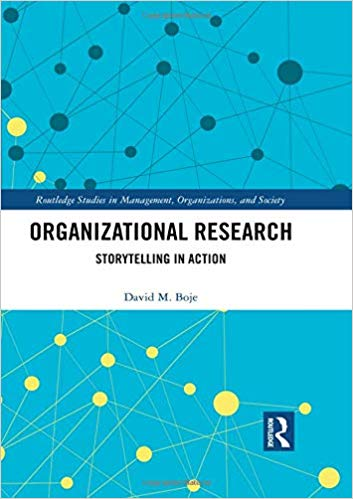 Routledge Studies in Management, Organizations, and Society
ORGANIZATIONAL RESEARCH
STORYTELLING IN ACTION
David M. Boje
R
ROUTLEDGE